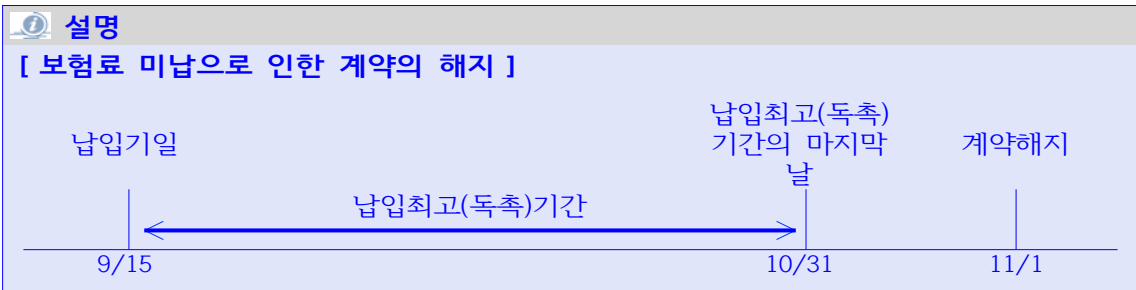 설명
[ 보험료 미납으로 인한 계약의 해지 ]
납입기일
납입최고(독촉)
기간의 마지막
날
계약해지
납입최고(독촉)기간
9/15
10/31
11/1